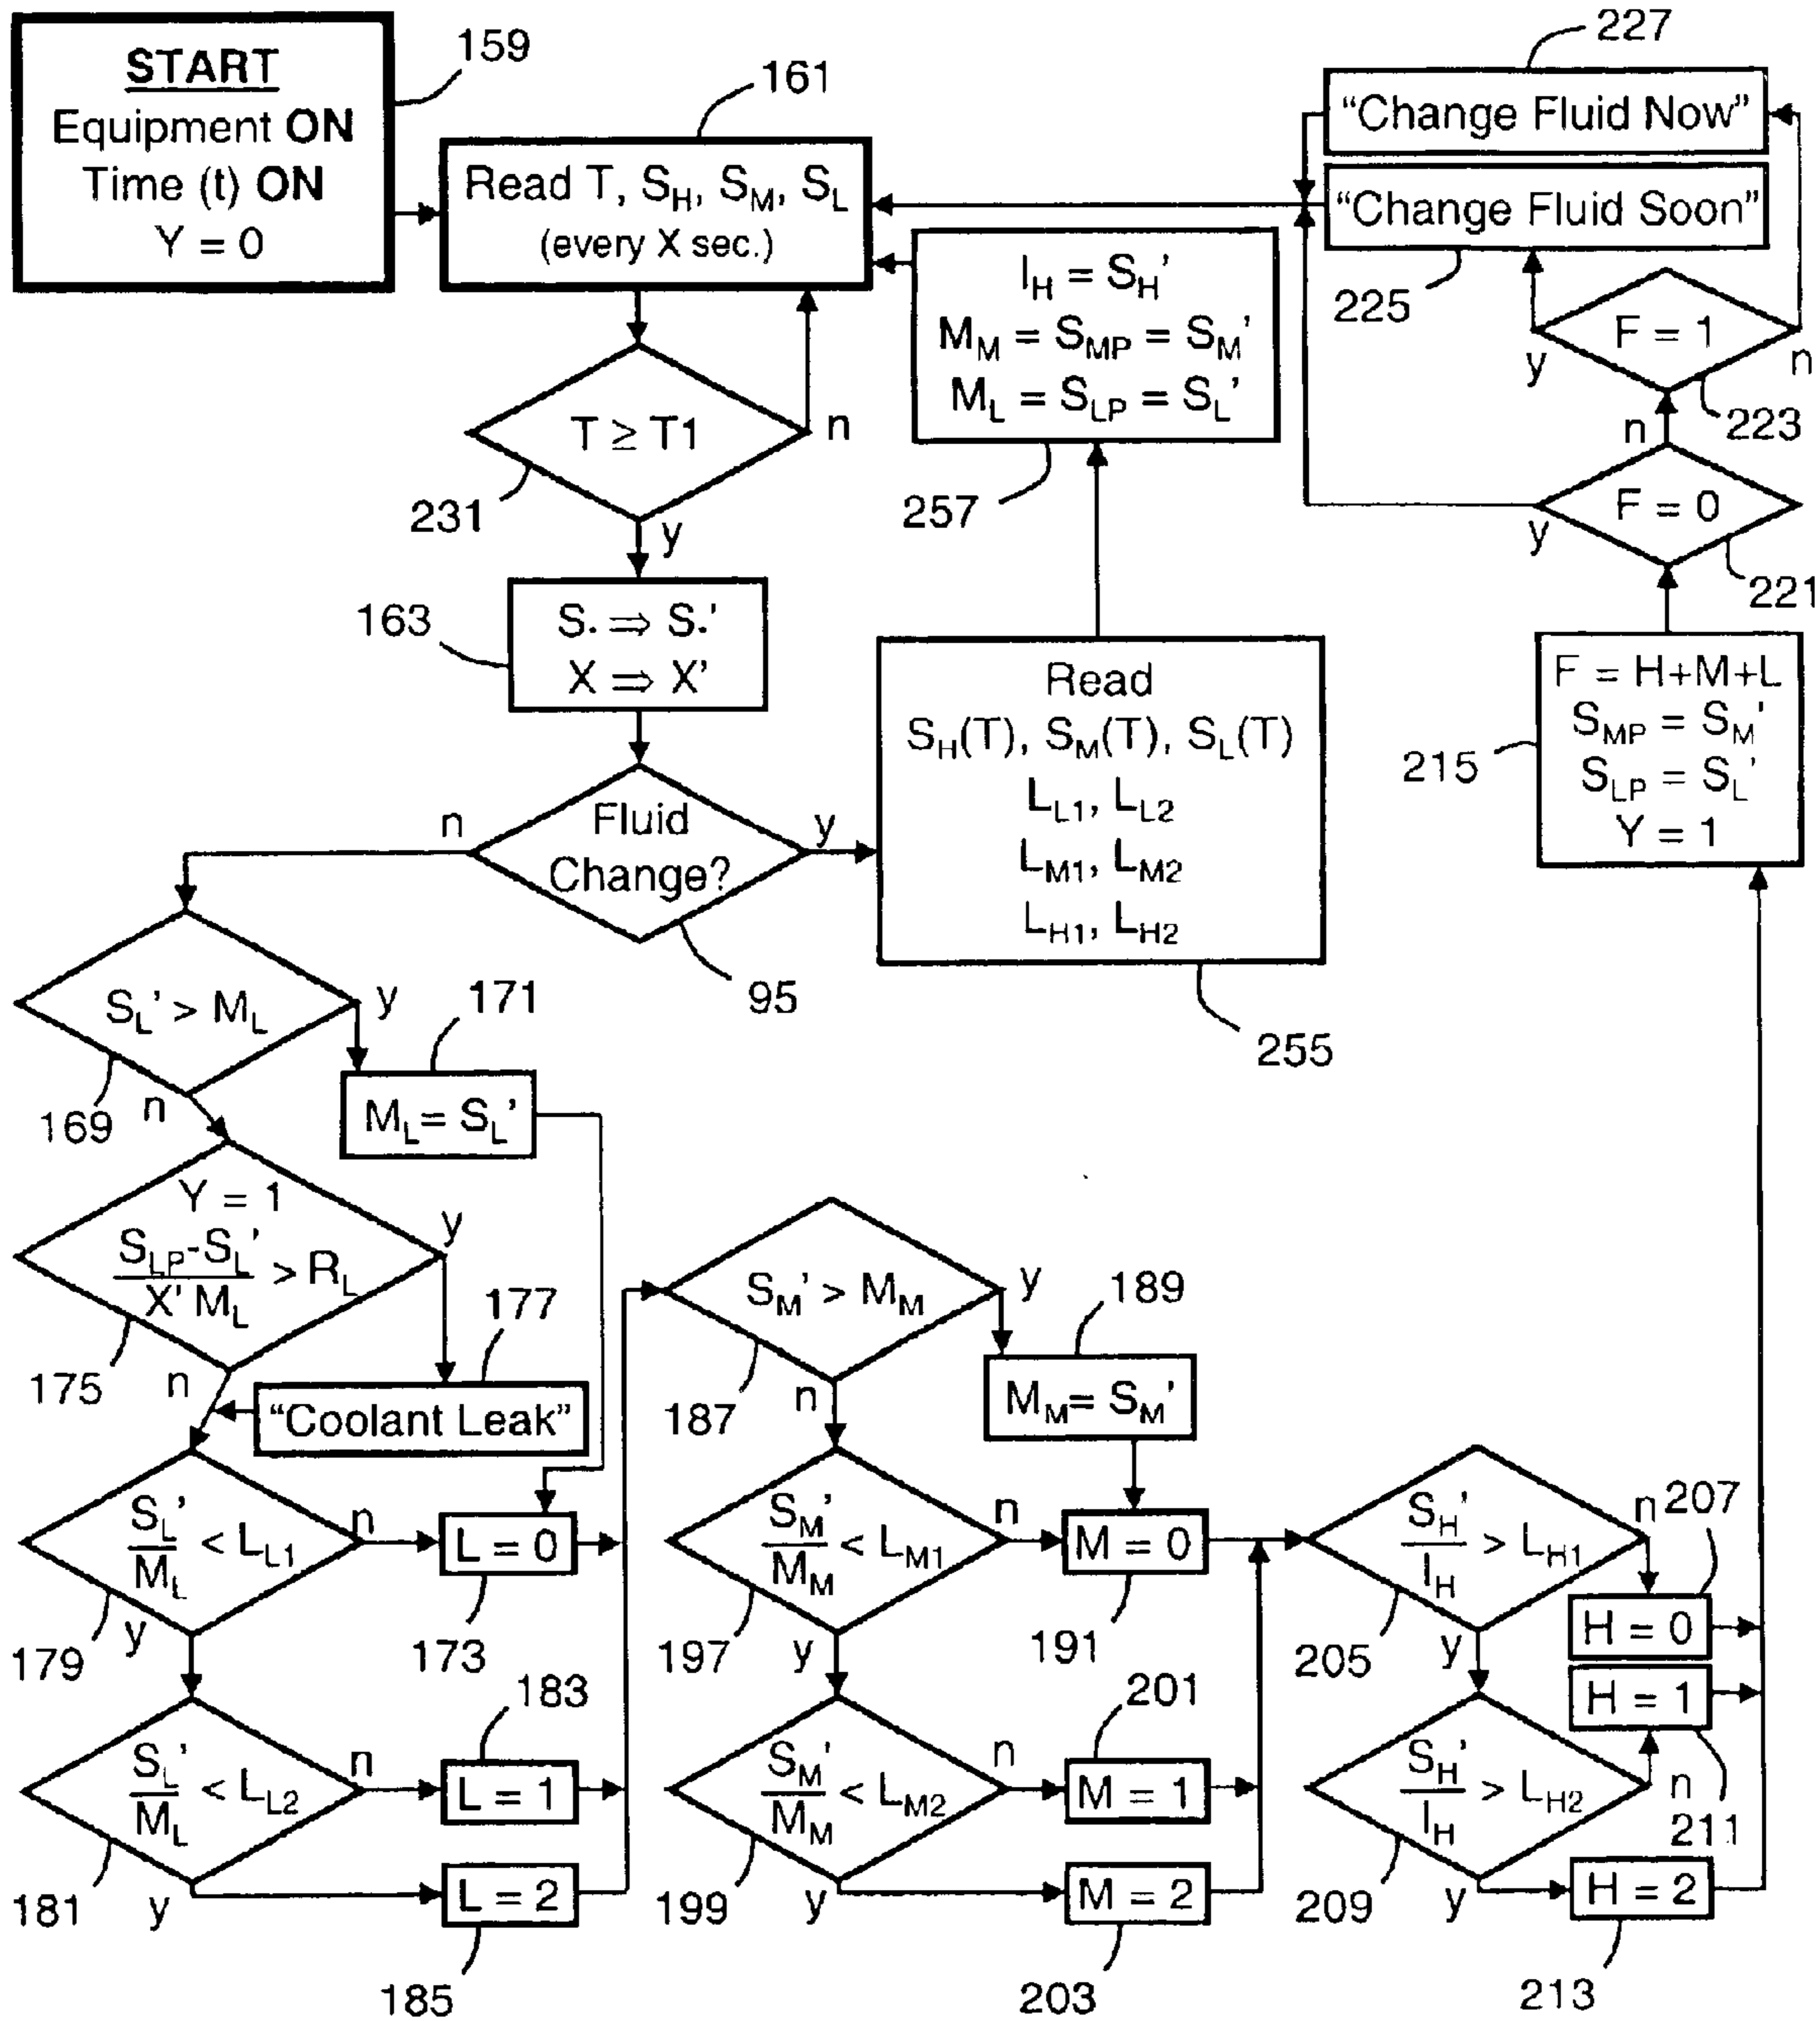 START
Equipment ON
Time (t) ON
Y = 0
159
161
Read T, S_H, S_M, S_L
(every X sec.)
227
"Change Fluid Now"
"Change Fluid Soon"
225
I_H = S_H'
M_M = S_MP = S_M'
M_L = S_LP = S_L'
257
F = 1
y
n
223
n
F = 0
y
221
T ≥ T1
n
231
y
163
S. ⇒ S.'
X ⇒ X'
Read
S_H(T), S_M(T), S_L(T)
L_L1, L_L2
L_M1, L_M2
L_H1, L_H2
255
F = H+M+L
S_MP = S_M'
S_LP = S_L'
Y = 1
215
n
Fluid
Change?
y
95
S_L' > M_L
y
169
n
171
M_L = S_L'
Y = 1
S_LP-S_L'
X' M_L
> R_L
y
175
n
177
"Coolant Leak"
S_L'
M_L
< L_L1
n
179
y
L = 0
173
S_L'
M_L
< L_L2
n
181
y
183
L = 1
L = 2
185
S_M' > M_M
y
187
n
189
M_M = S_M'
S_M'
M_M
< L_M1
n
197
y
M = 0
191
S_M'
M_M
< L_M2
n
199
y
201
M = 1
M = 2
203
S_H'
I_H
> L_H1
n
205
y
207
H = 0
H = 1
211
S_H'
I_H
> L_H2
n
209
y
H = 2
213